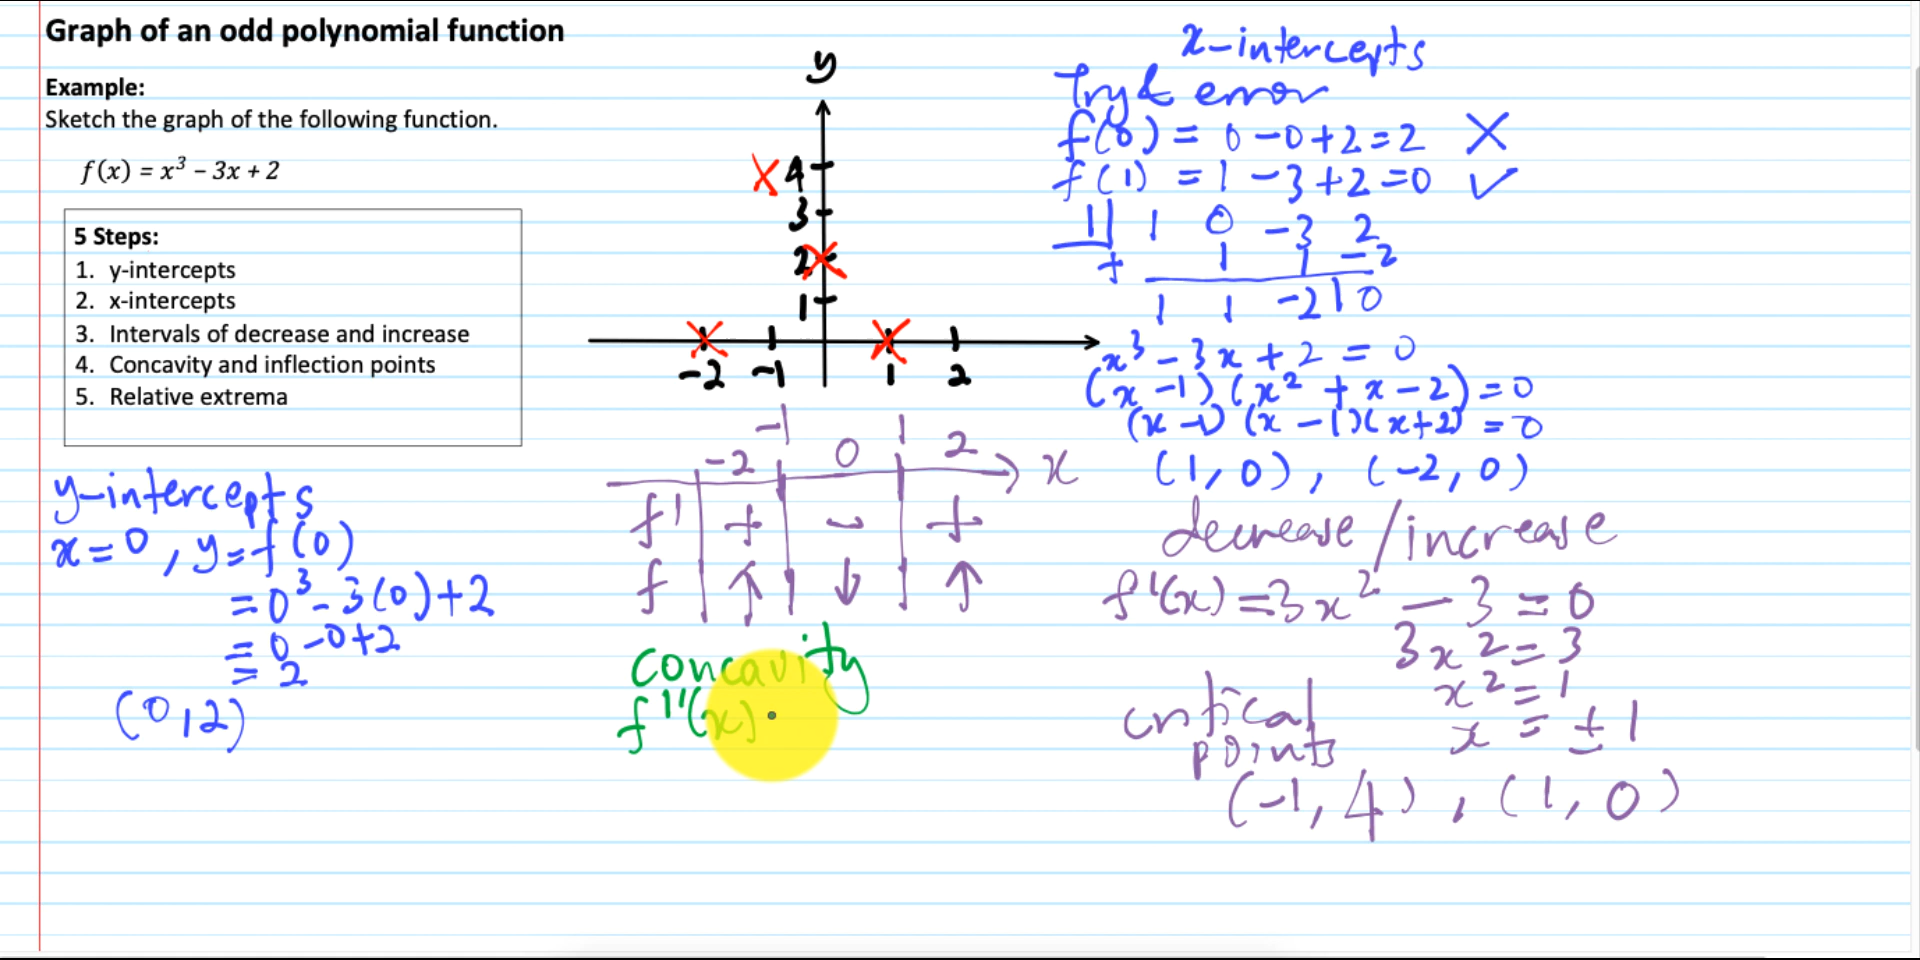 Graph of an odd polynomial function
Example:
Sketch the graph of the following function.
f(x) = x³ − 3x + 2
5 Steps:
1. y-intercepts
2. x-intercepts
3. Intervals of decrease and increase
4. Concavity and inflection points
5. Relative extrema
y-intercepts
x = 0, y = f(0)
= 0³ - 3(0) + 2
= 0 - 0 + 2
= 2
(0,2)
y
4
3
2
1
-2 -1 1 2
-1 1
-2 0 2 x
f' + - +
f ↑ ↓ ↑
concavity
f''(x)
x-intercepts
Try & error
f(0) = 0 - 0 + 2 = 2 X
f(1) = 1 - 3 + 2 = 0 ✓
1| 1 0 -3 2
+ 1 1 -2
1 1 -2 | 0
x³ - 3x + 2 = 0
(x - 1)(x² + x - 2) = 0
(x - 1)(x - 1)(x + 2) = 0
(1, 0), (-2, 0)
decrease/increase
f'(x) = 3x² - 3 = 0
3x² = 3
x² = 1
x = ± 1
critical
points
(-1, 4), (1, 0)